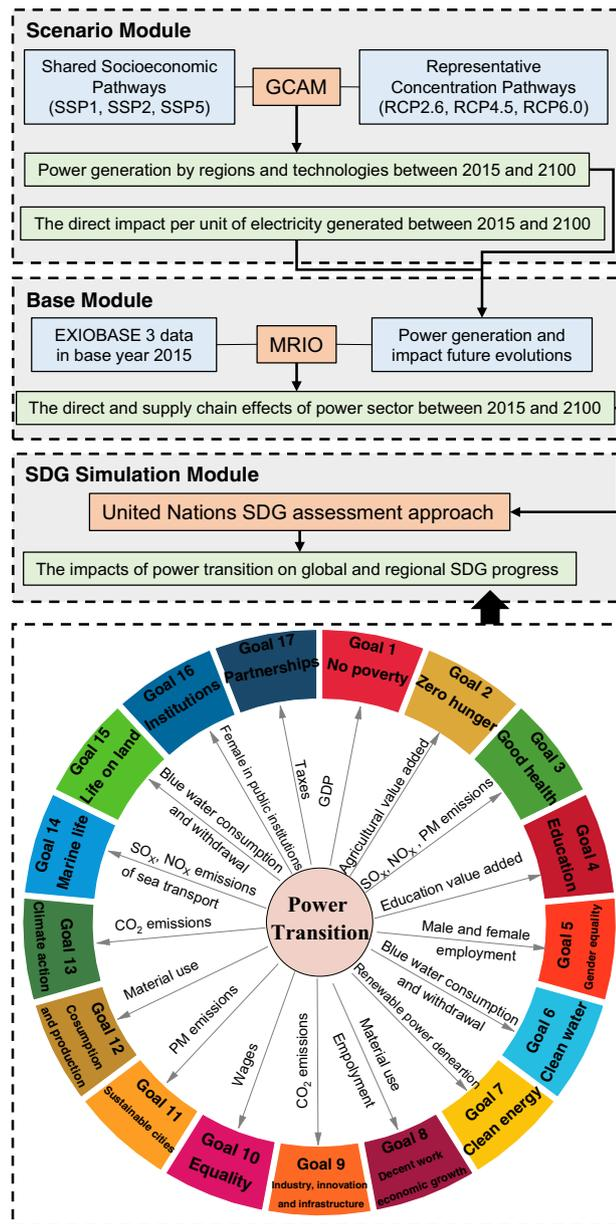 Scenario Module
Shared Socioeconomic
Pathways
(SSP1, SSP2, SSP5)
GCAM
Representative
Concentration Pathways
(RCP2.6, RCP4.5, RCP6.0)
Power generation by regions and technologies between 2015 and 2100
The direct impact per unit of electricity generated between 2015 and 2100
Base Module
EXIOBASE 3 data
in base year 2015
MRIO
Power generation and
impact future evolutions
The direct and supply chain effects of power sector between 2015 and 2100
SDG Simulation Module
United Nations SDG assessment approach
The impacts of power transition on global and regional SDG progress
Power
Transition
Goal 1
No poverty
GDP
Goal 2
Zero hunger
Agricultural value added
Goal 3
Good health
SOX, NOX, PM emissions
Goal 4
Education
Education value added
Goal 5
Gender equality
Male and female
employment
Goal 6
Clean water
Blue water consumption
and withdrawal
Goal 7
Clean energy
Renewable power deneartion
Goal 8
Decent work
economic growth
Material use
Empolyment
Goal 9
Industry, innovation
and infrastructure
CO2 emissions
Goal 10
Equality
Wages
Goal 11
Sustainable cities
PM emissions
Goal 12
Cosumption
and production
Material use
Goal 13
Climate action
CO2 emissions
Goal 14
Marine life
SOX, NOX emissions
of sea transport
Goal 15
Life on land
Blue water consumption
and withdrawal
Goal 16
Institutions
Female in public institutions
Goal 17
Partnerships
Taxes